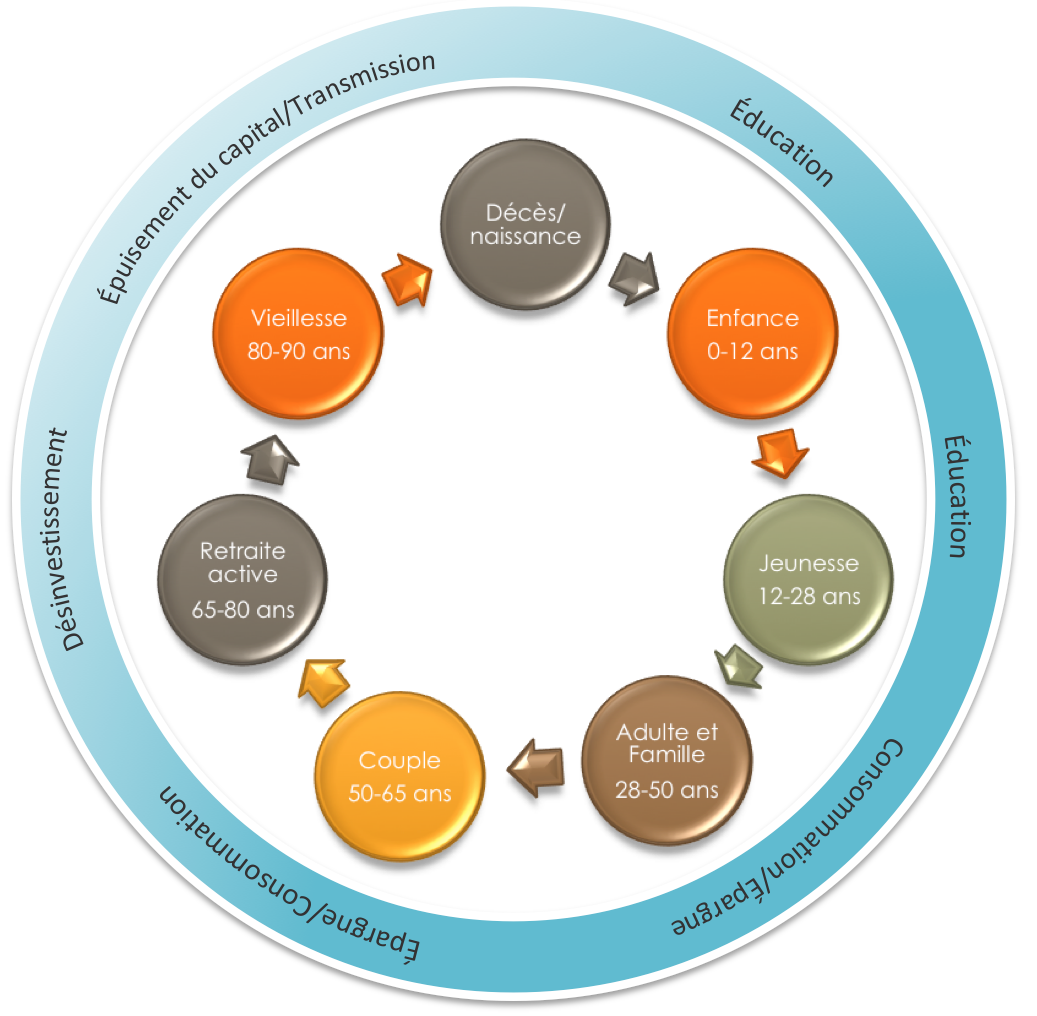 Épuisement du capital/Transmission
Éducation
Décès/
naissance
Vieillesse
80-90 ans
Enfance
0-12 ans
Désinvestissement
Éducation
Retraite
active
65-80 ans
Jeunesse
12-28 ans
Couple
50-65 ans
Adulte et
Famille
28-50 ans
Épargne/Consommation
Consommation/Épargne